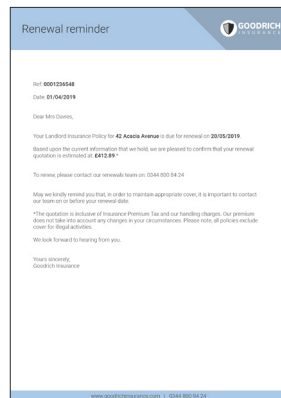 Renewal reminder
GOODRICH
INSURANCE
Ref: 0001236548
Date: 01/04/2019
Dear Mrs Davies,
Your Landlord Insurance Policy for 42 Acacia Avenue is due for renewal on 20/05/2019.
Based upon the current information that we hold, we are pleased to confirm that your renewal
quotation is estimated at: £412.89.*
To renew, please contact our renewals team on: 0344 800 84 24
May we kindly remind you that, in order to maintain appropriate cover, it is important to contact
our team on or before your renewal date.
*The quotation is inclusive of Insurance Premium Tax and our handling charges. Our premium
does not take into account any changes in your circumstances. Please note, all policies exclude
cover for illegal activities.
We look forward to hearing from you.
Yours sincerely,
Goodrich Insurance
www.goodrichinsurance.com | 0344 800 84 24